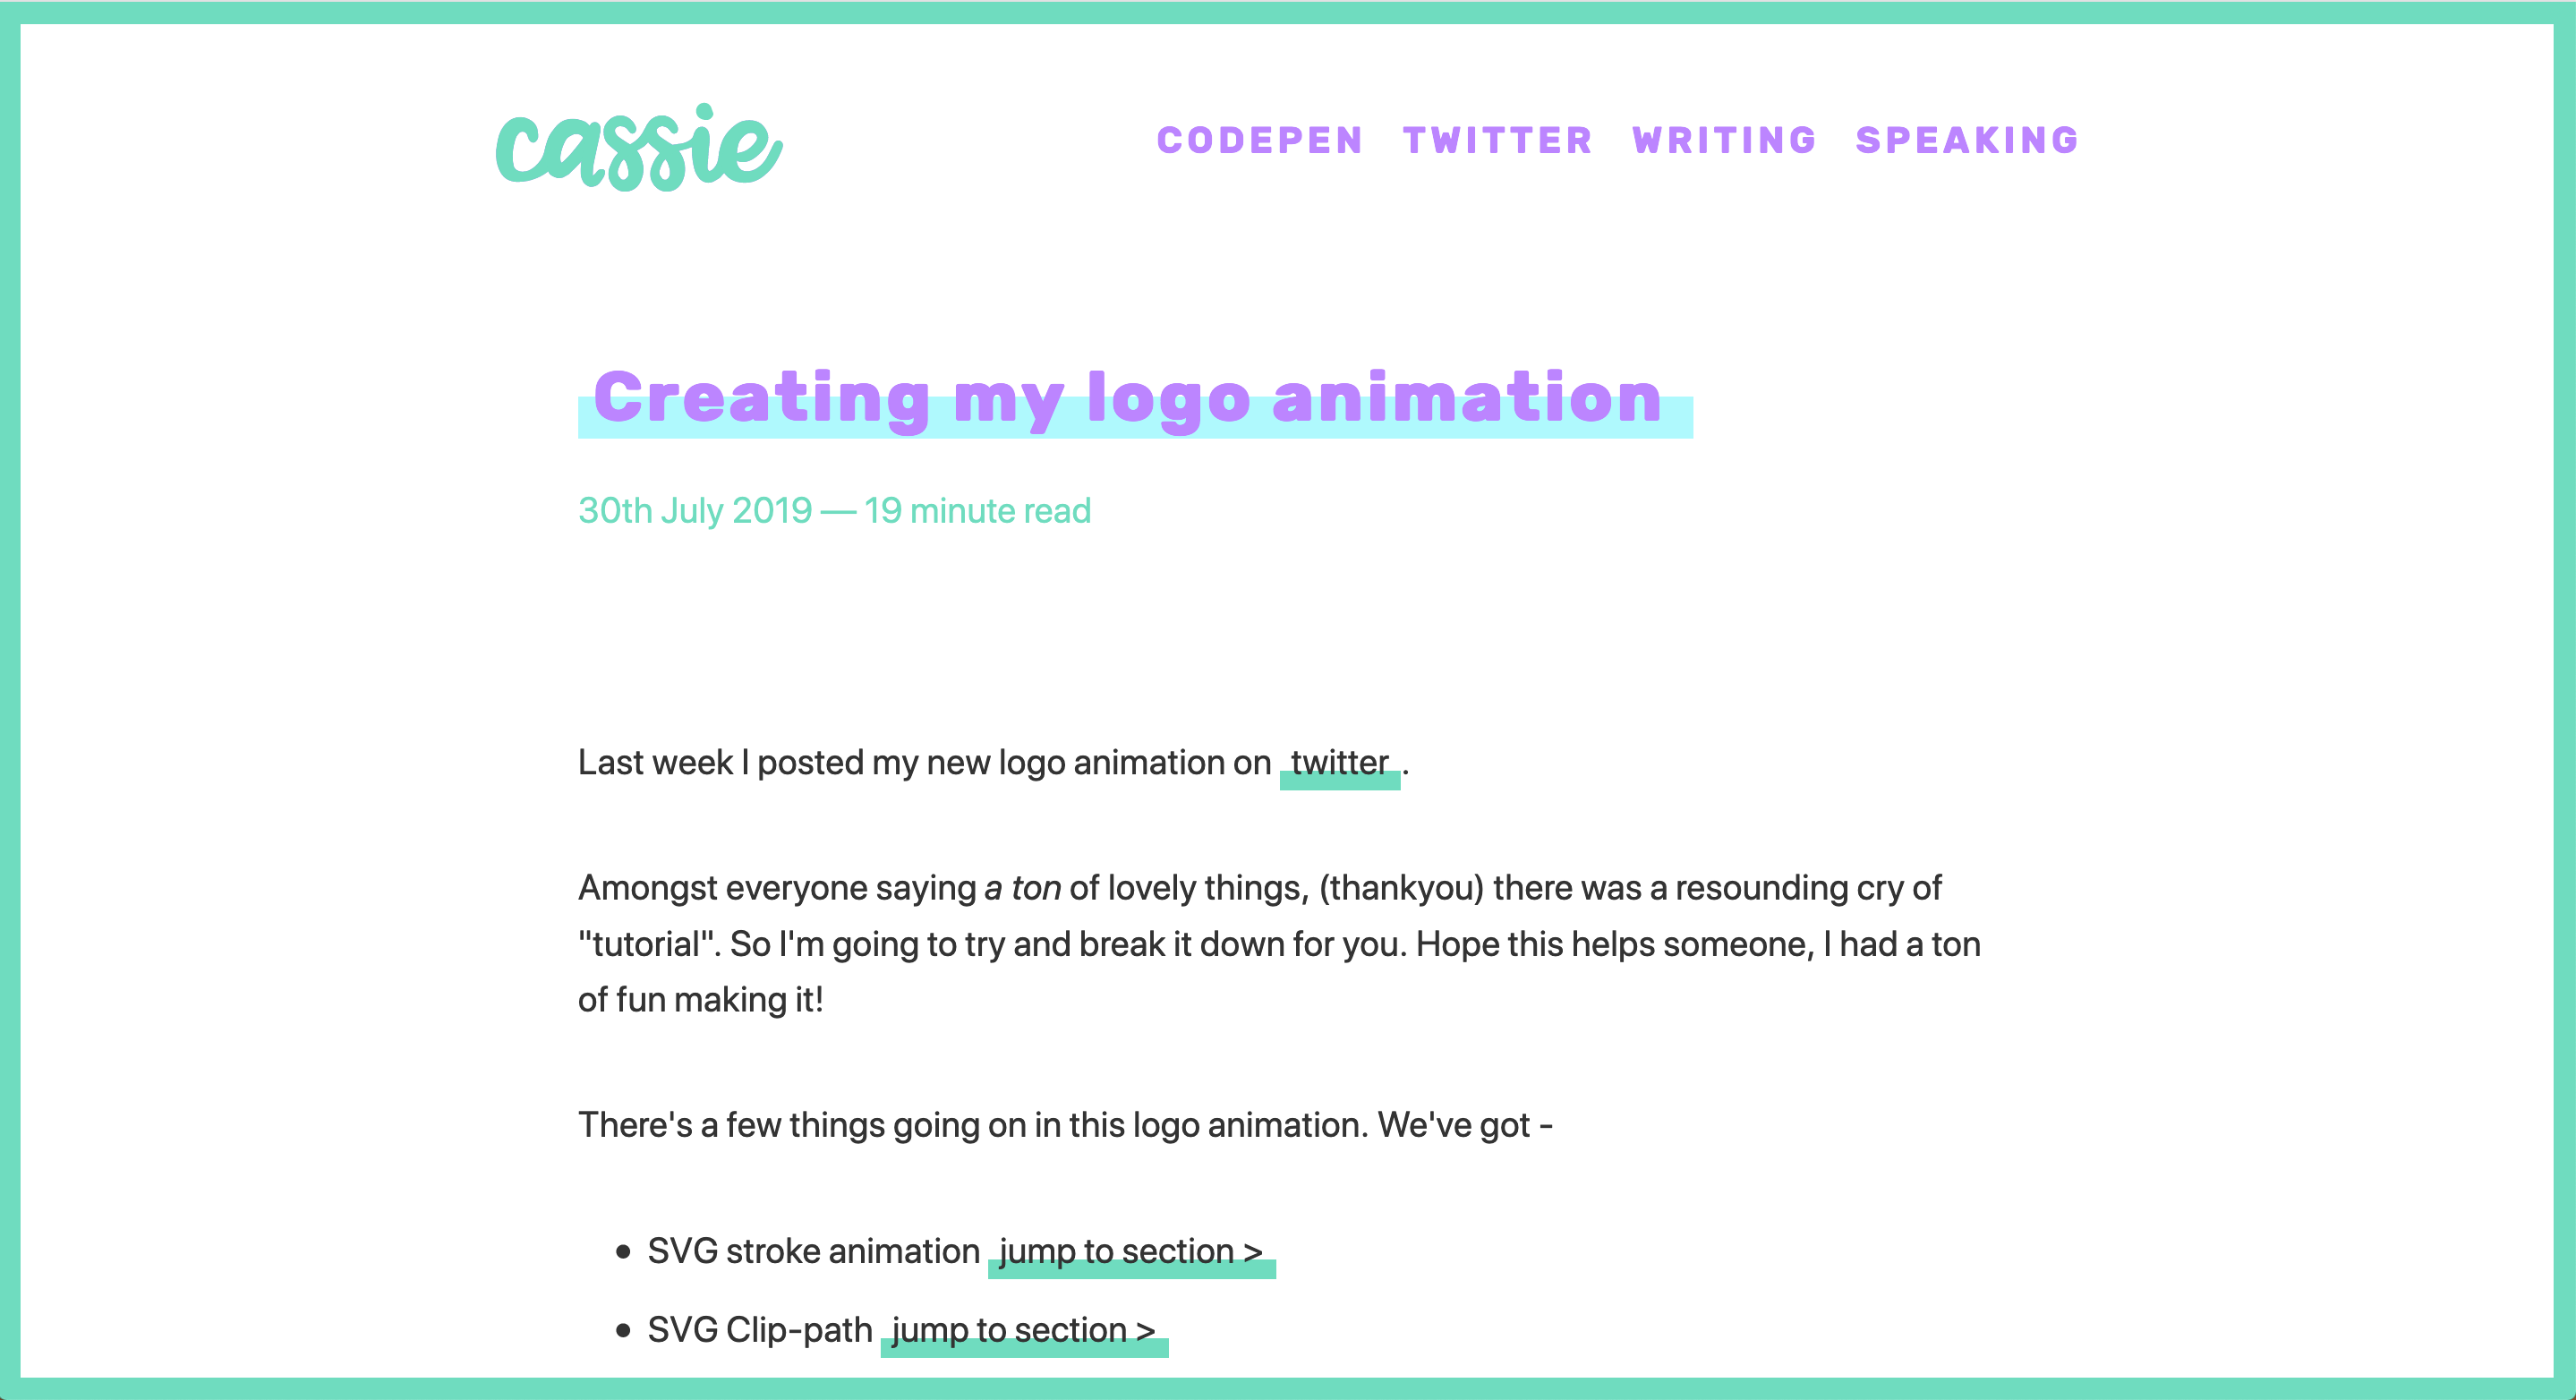 cassie
CODEPEN TWITTER WRITING SPEAKING
Creating my logo animation
30th July 2019 — 19 minute read
Last week I posted my new logo animation on twitter .
Amongst everyone saying a ton of lovely things, (thankyou) there was a resounding cry of
"tutorial". So I'm going to try and break it down for you. Hope this helps someone, I had a ton
of fun making it!
There's a few things going on in this logo animation. We've got -
• SVG stroke animation jump to section >
• SVG Clip-path jump to section >